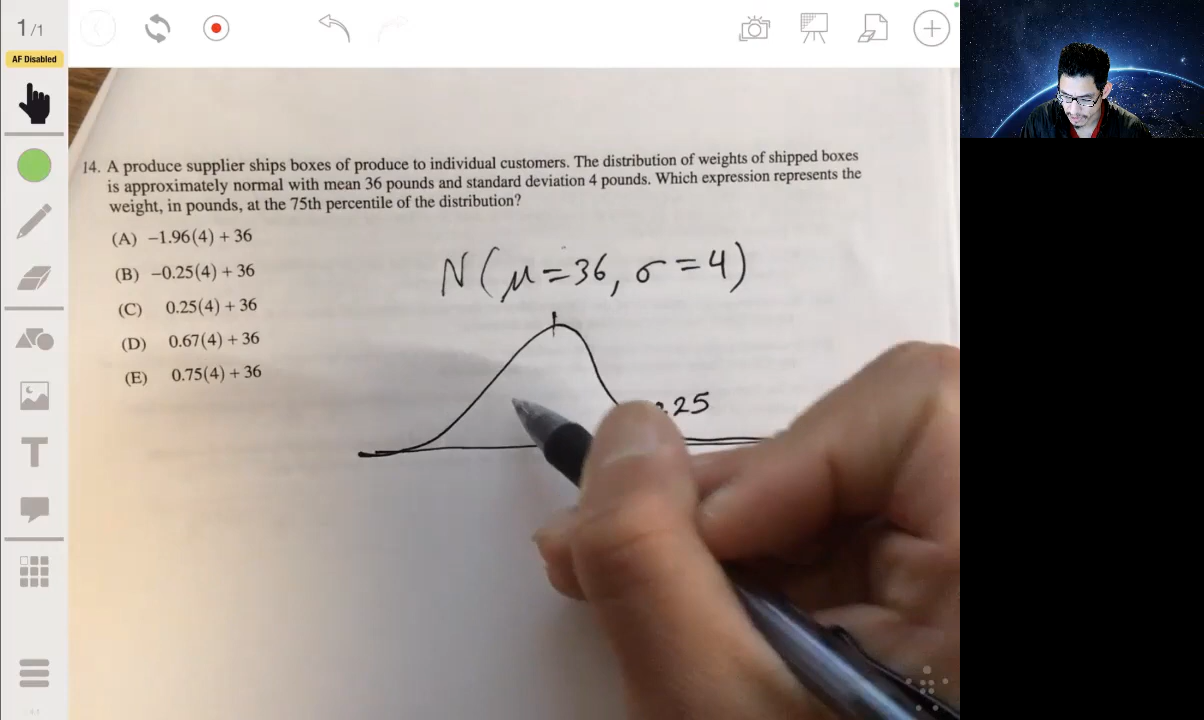 1/1
AF Disabled
14. A produce supplier ships boxes of produce to individual customers. The distribution of weights of shipped boxes
is approximately normal with mean 36 pounds and standard deviation 4 pounds. Which expression represents the
weight, in pounds, at the 75th percentile of the distribution?
(A) −1.96(4) + 36
(B) −0.25(4) + 36
(C) 0.25(4) + 36
(D) 0.67(4) + 36
(E) 0.75(4) + 36
N(μ=36, σ=4)
.25
T